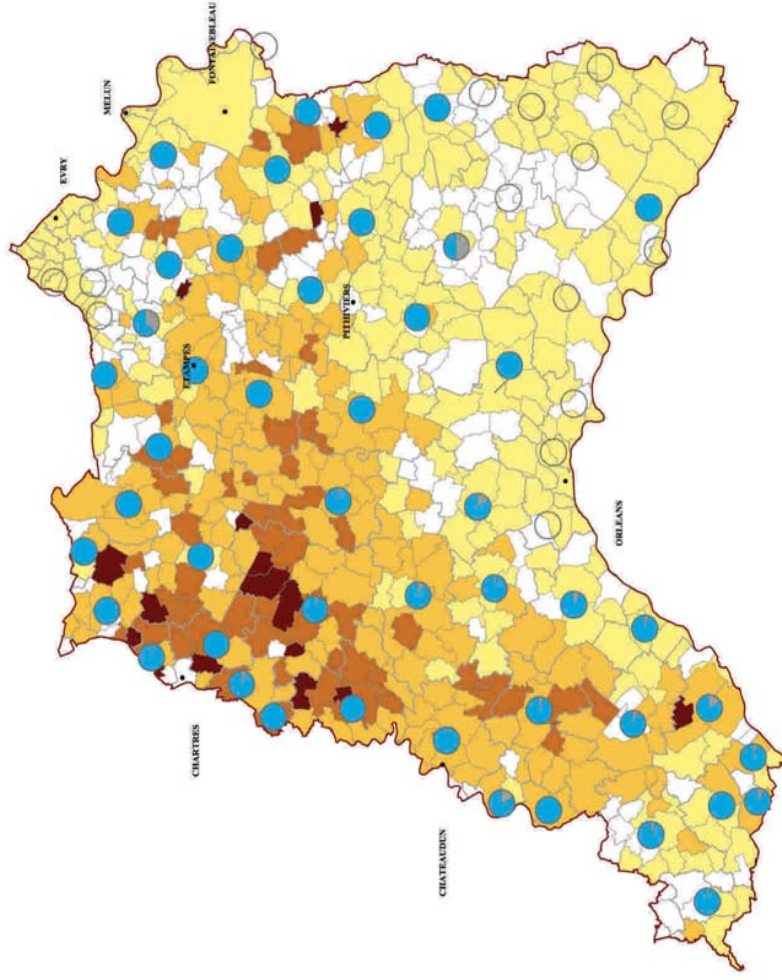 FONTAINEBLEAU
MELUN
EVRY
PITHIVIERS
ETAMPES
ORLEANS
CHARTRES
CHATEAUDUN